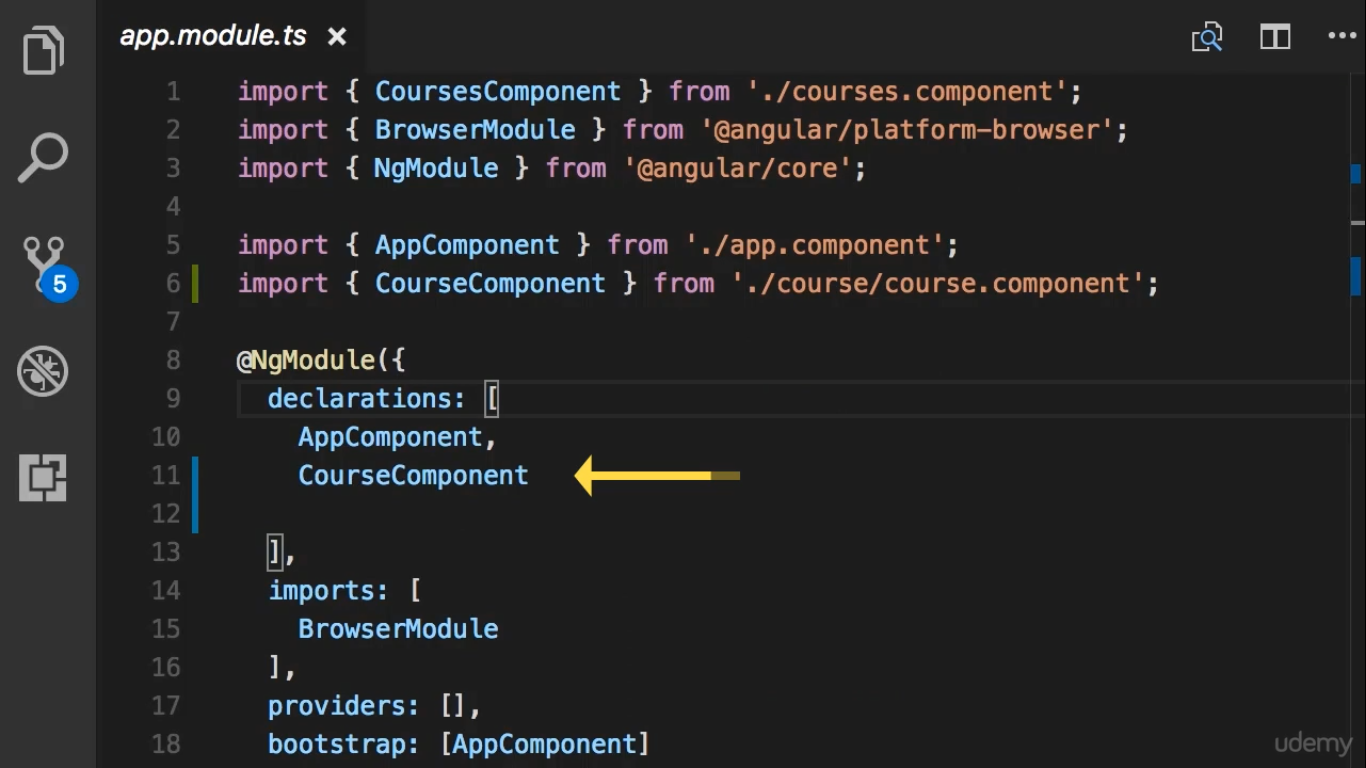 app.module.ts
1 import { CoursesComponent } from './courses.component';
2 import { BrowserModule } from '@angular/platform-browser';
3 import { NgModule } from '@angular/core';
4
5 import { AppComponent } from './app.component';
6 import { CourseComponent } from './course/course.component';
7
8 @NgModule({
9 declarations: [
10 AppComponent,
11 CourseComponent
12
13 ],
14 imports: [
15 BrowserModule
16 ],
17 providers: [],
18 bootstrap: [AppComponent]
5
udemy